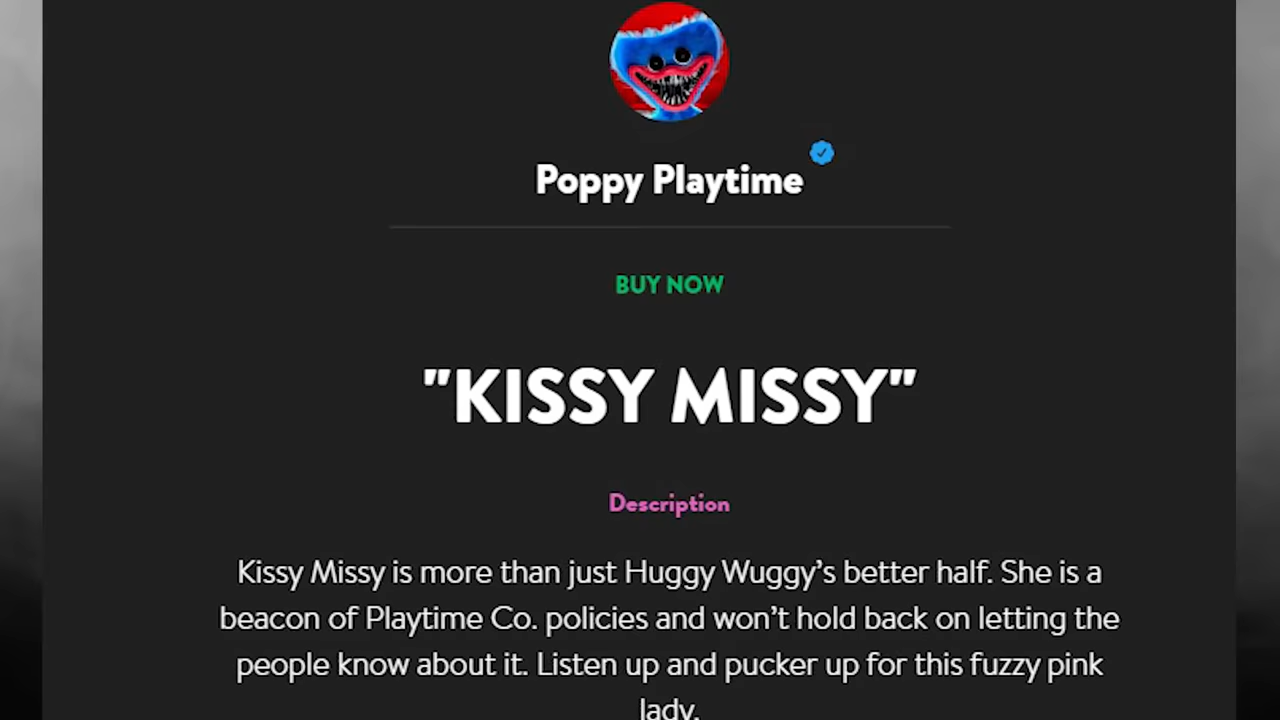 Poppy Playtime
BUY NOW
"KISSY MISSY"
Description
Kissy Missy is more than just Huggy Wuggy’s better half. She is a
beacon of Playtime Co. policies and won’t hold back on letting the
people know about it. Listen up and pucker up for this fuzzy pink
lady.